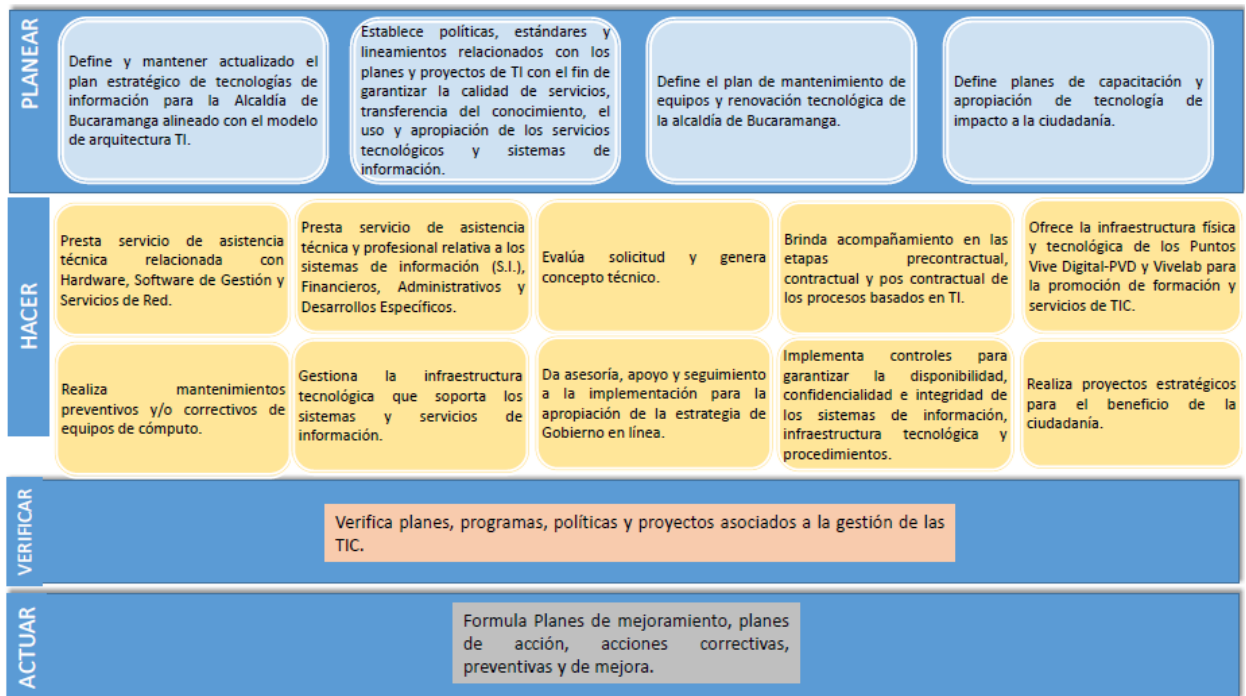 PLANEAR
Define y mantener actualizado el
plan estratégico de tecnologías de
información para la Alcaldía de
Bucaramanga alineado con el modelo
de arquitectura TI.
Establece políticas, estándares y
lineamientos relacionados con los
planes y proyectos de TI con el fin de
garantizar la calidad de servicios,
transferencia del conocimiento, el
uso y apropiación de los servicios
tecnológicos y sistemas de
información.
Define el plan de mantenimiento de
equipos y renovación tecnológica de
la alcaldía de Bucaramanga.
Define planes de capacitación y
apropiación de tecnología de
impacto a la ciudadanía.
HACER
Presta servicio de asistencia
técnica relacionada con
Hardware, Software de Gestión y
Servicios de Red.
Presta servicio de asistencia
técnica y profesional relativa a los
sistemas de información (S.I.),
Financieros, Administrativos y
Desarrollos Específicos.
Evalúa solicitud y genera
concepto técnico.
Brinda acompañamiento en las
etapas precontractual,
contractual y pos contractual de
los procesos basados en TI.
Ofrece la infraestructura física
y tecnológica de los Puntos
Vive Digital-PVD y Vivelab para
la promoción de formación y
servicios de TIC.
Realiza mantenimientos
preventivos y/o correctivos de
equipos de cómputo.
Gestiona la infraestructura
tecnológica que soporta los
sistemas y servicios de
información.
Da asesoría, apoyo y seguimiento
a la implementación para la
apropiación de la estrategia de
Gobierno en línea.
Implementa controles para
garantizar la disponibilidad,
confidencialidad e integridad de
los sistemas de información,
infraestructura tecnológica y
procedimientos.
Realiza proyectos estratégicos
para el beneficio de la
ciudadanía.
VERIFICAR
Verifica planes, programas, políticas y proyectos asociados a la gestión de las
TIC.
ACTUAR
Formula Planes de mejoramiento, planes
de acción, acciones correctivas,
preventivas y de mejora.